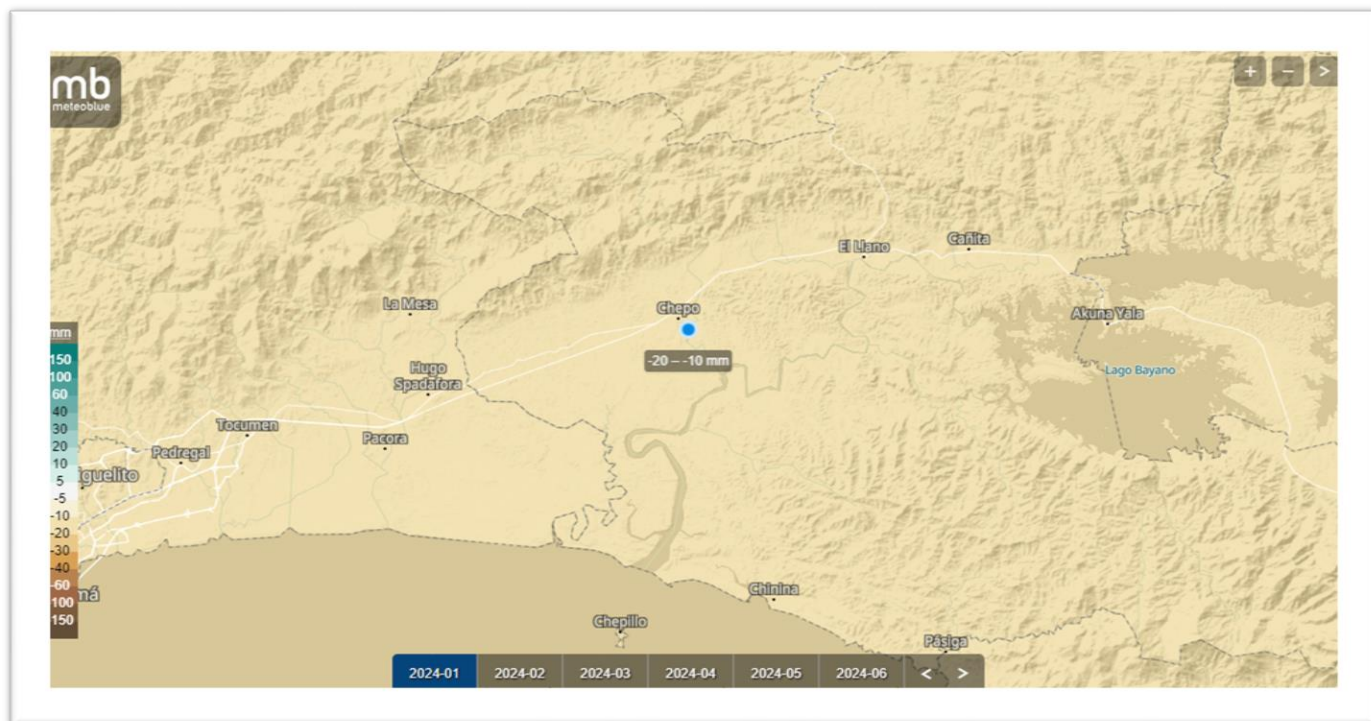 mb
meteoblue
+ − >
El Llano
Cañita
La Mesa
Chepo
Akuna Yala
-20 – -10 mm
Lago Bayano
Hugo
Spadafora
Tocumen
Pacora
Pedregal
iguelito
mm
150
100
60
40
30
20
10
5
-5
-10
-20
-30
-40
-60
100
150
má
Chinina
Chepillo
Pásiga
2024-01 2024-02 2024-03 2024-04 2024-05 2024-06 < >